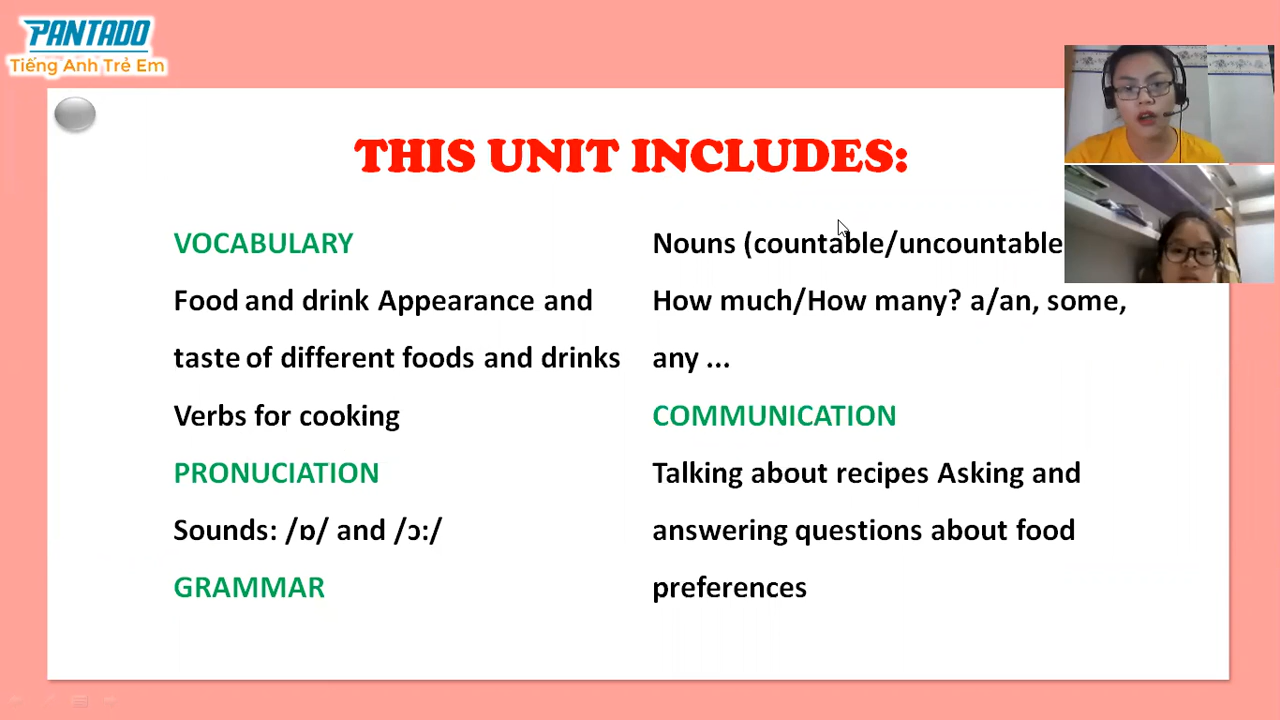 PANTADO
Tiếng Anh Trẻ Em
THIS UNIT INCLUDES:
VOCABULARY
Food and drink Appearance and
taste of different foods and drinks
Verbs for cooking
PRONUCIATION
Sounds: /ɒ/ and /ɔ:/
GRAMMAR
Nouns (countable/uncountable
How much/How many? a/an, some,
any ...
COMMUNICATION
Talking about recipes Asking and
answering questions about food
preferences